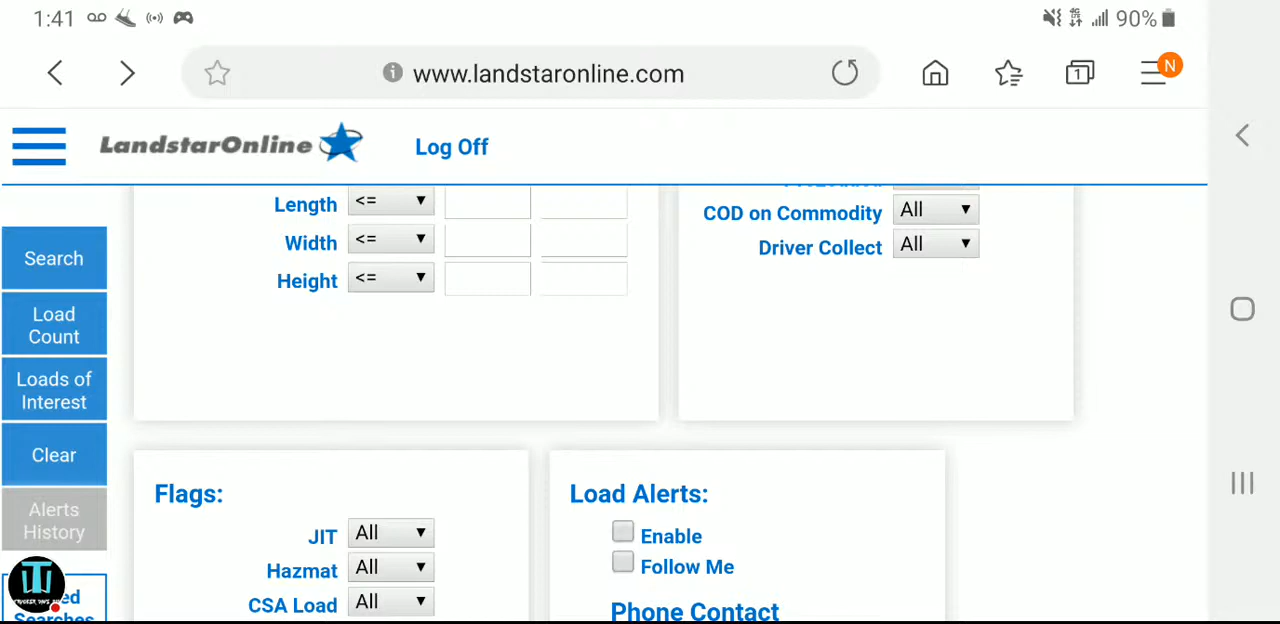 1:41
90%
www.landstaronline.com
1
N
LandstarOnline
Log Off
Length <=
Width <=
Height <=
COD on Commodity All
Driver Collect All
Search
Load
Count
Loads of
Interest
Clear
Alerts
History
Searches
Flags:
JIT All
Hazmat All
CSA Load All
Load Alerts:
Enable
Follow Me
Phone Contact